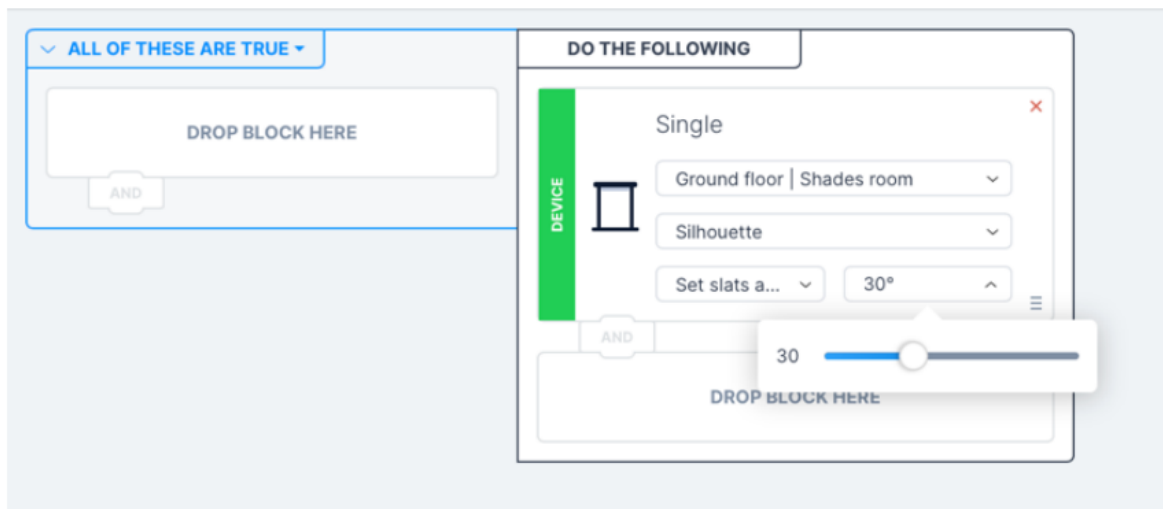 ALL OF THESE ARE TRUE
DROP BLOCK HERE
AND
DO THE FOLLOWING
DEVICE
Single
Ground floor | Shades room
Silhouette
Set slats a... 30°
AND
30
DROP BLOCK HERE